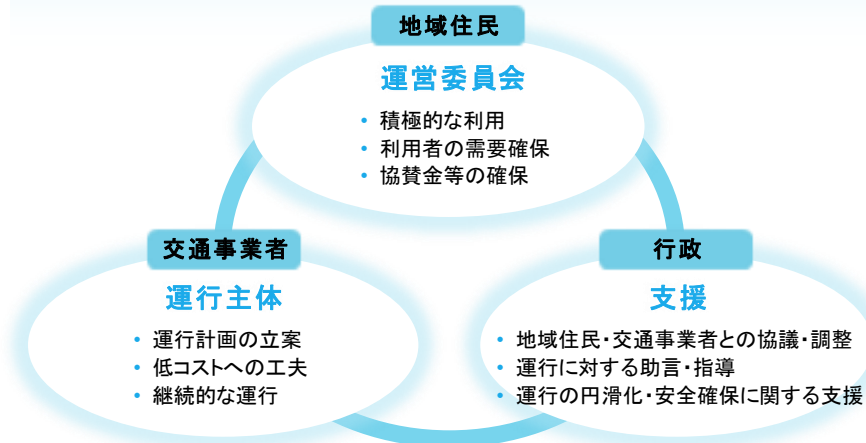 地域住民
運営委員会
• 積極的な利用
• 利用者の需要確保
• 協賛金等の確保
交通事業者
運行主体
• 運行計画の立案
• 低コストへの工夫
• 継続的な運行
行政
支援
• 地域住民・交通事業者との協議・調整
• 運行に対する助言・指導
• 運行の円滑化・安全確保に関する支援